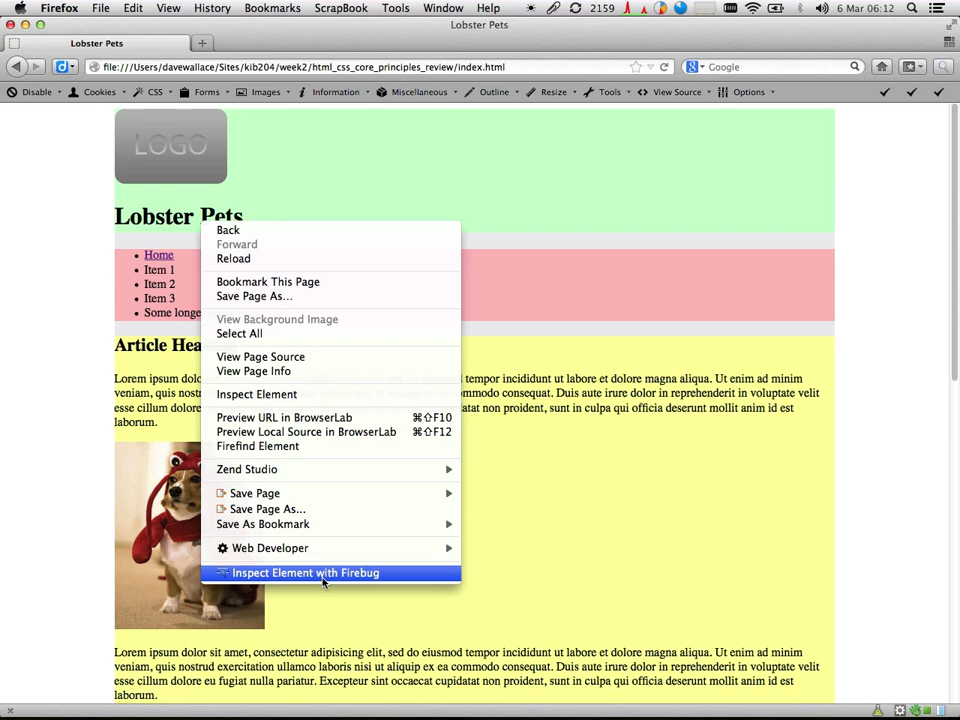 Firefox File Edit View History Bookmarks ScrapBook Tools Window Help 2159 6 Mar 06:12
Lobster Pets
Lobster Pets
file:///Users/davewallace/Sites/kib204/week2/html_css_core_principles_review/index.html
Google
Disable Cookies CSS Forms Images Information Miscellaneous Outline Resize Tools View Source Options
LOGO
Lobster Pets
Home
Item 1
Item 2
Item 3
Some longe
Back
Forward
Reload
Bookmark This Page
Save Page As...
View Background Image
Select All
View Page Source
View Page Info
Inspect Element
Preview URL in BrowserLab ⌘⇧F10
Preview Local Source in BrowserLab ⌘⇧F12
Firefind Element
Zend Studio
Save Page
Save Page As...
Save As Bookmark
Web Developer
Inspect Element with Firebug
Article Hea
Lorem ipsum dolo d tempor incididunt ut labore et dolore magna aliqua. Ut enim ad minim
veniam, quis nost commodo consequat. Duis aute irure dolor in reprehenderit in voluptate
velit esse cillum dolore e cupidatat non proident, sunt in culpa qui officia deserunt mollit anim id est
laborum.
Lorem ipsum dolor sit amet, consectetur adipisicing elit, sed do eiusmod tempor incididunt ut labore et dolore magna aliqua. Ut enim ad minim
veniam, quis nostrud exercitation ullamco laboris nisi ut aliquip ex ea commodo consequat. Duis aute irure dolor in reprehenderit in voluptate velit
esse cillum dolore eu fugiat nulla pariatur. Excepteur sint occaecat cupidatat non proident, sunt in culpa qui officia deserunt mollit anim id est
laborum.